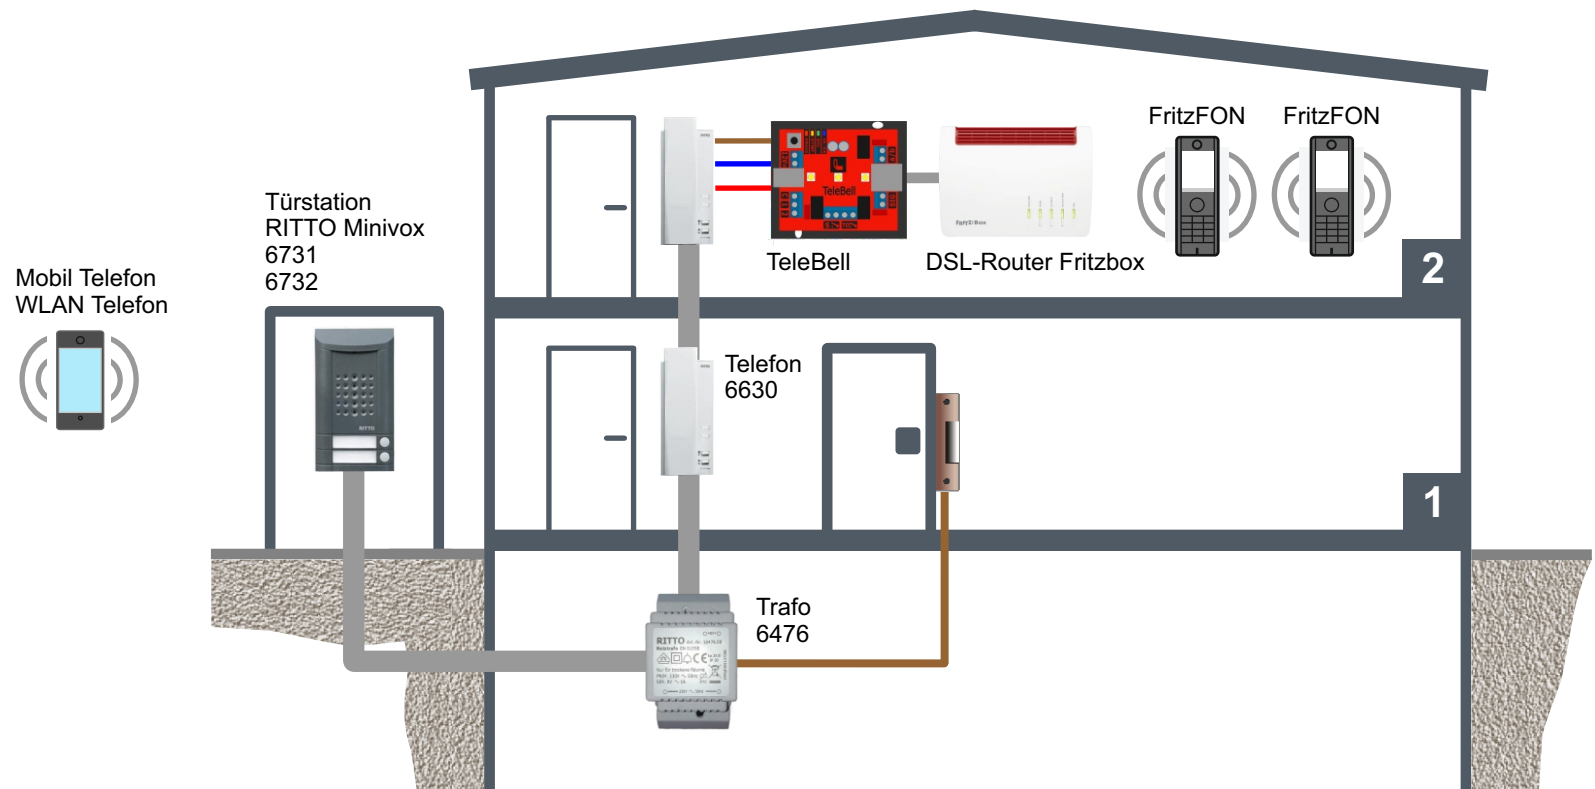 FritzFON
FritzFON
Türstation
RITTO Minivox
6731
6732
TeleBell
TeleBell
DSL-Router Fritzbox
2
Mobil Telefon
WLAN Telefon
Telefon
6630
RITTO
1
Trafo
6476
RITTO